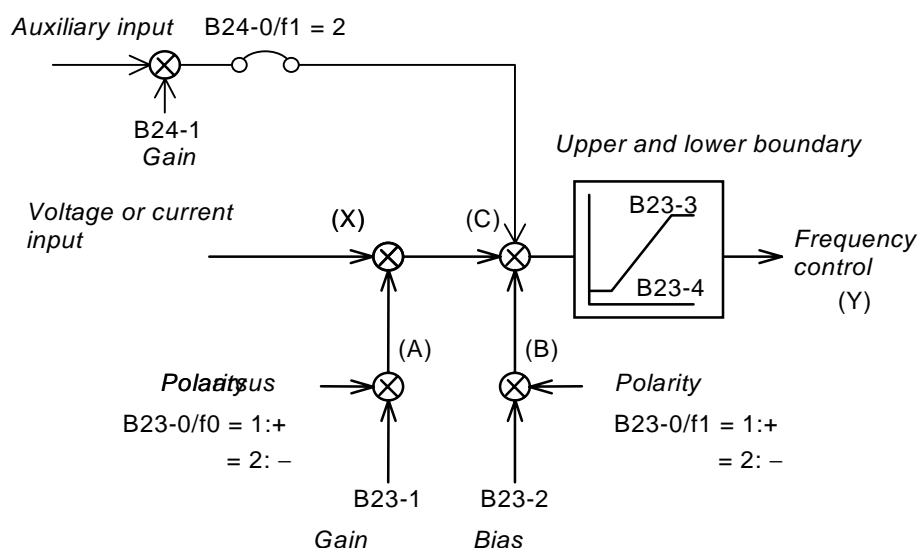 Auxiliary input
B24-0/f1 = 2
B24-1
Gain
Upper and lower boundary
Voltage or current
input
(X)
(C)
B23-3
B23-4
Frequency
control
(Y)
(A)
(B)
Polarity
B23-0/f0 = 1:+
= 2: −
Polarity
B23-0/f1 = 1:+
= 2: −
B23-1
Gain
B23-2
Bias